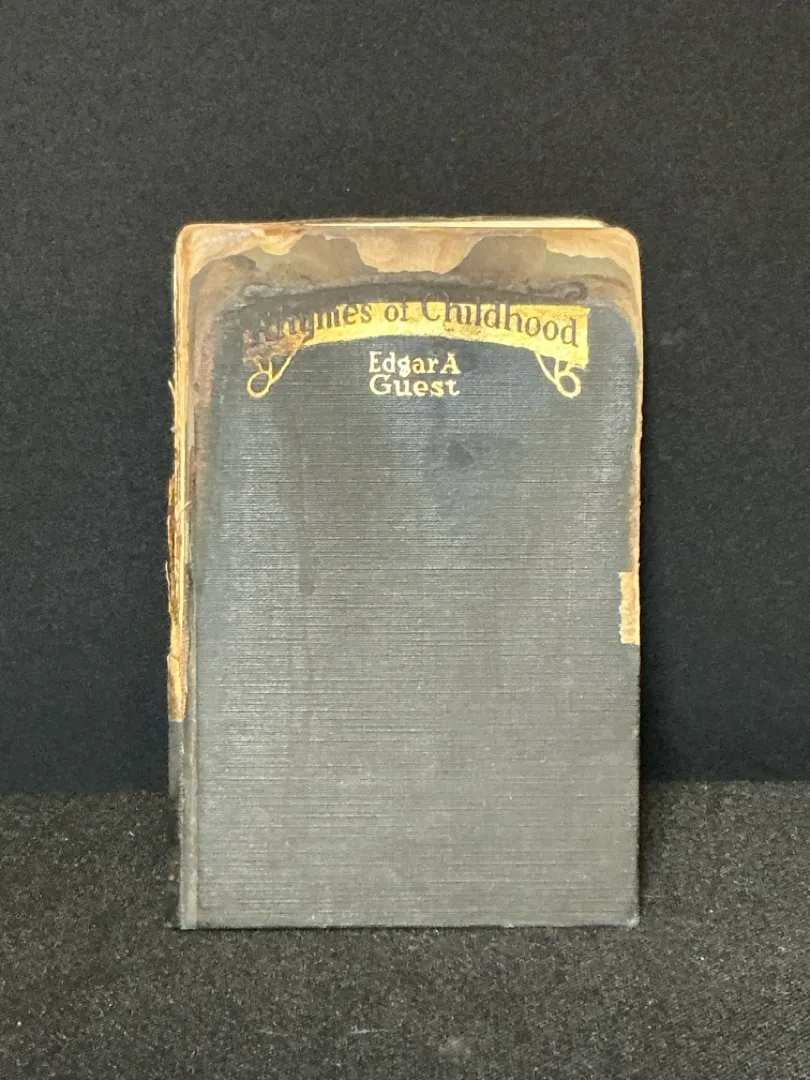 Rhymes of Childhood
Edgar A
Guest